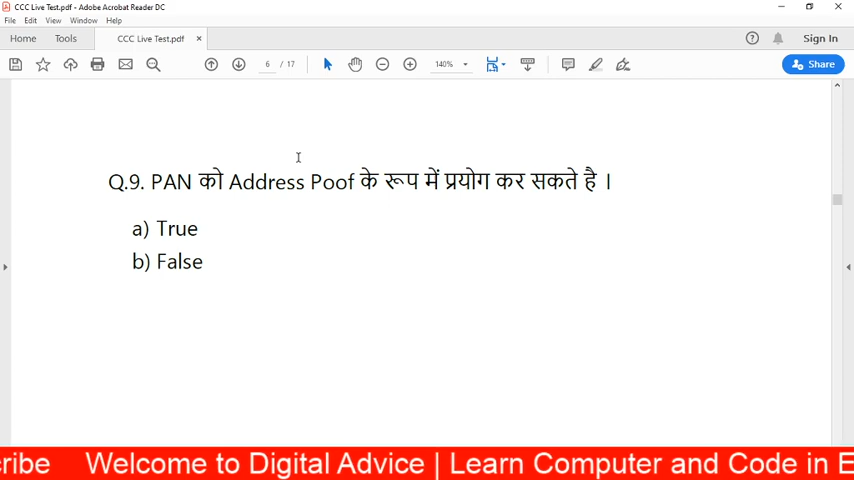 CCC Live Test.pdf - Adobe Acrobat Reader DC
File Edit View Window Help
Home Tools CCC Live Test.pdf × Sign In
6 / 17 140% Share
Q.9. PAN को Address Poof के रूप में प्रयोग कर सकते है ।
a) True
b) False
cribe Welcome to Digital Advice | Learn Computer and Code in E